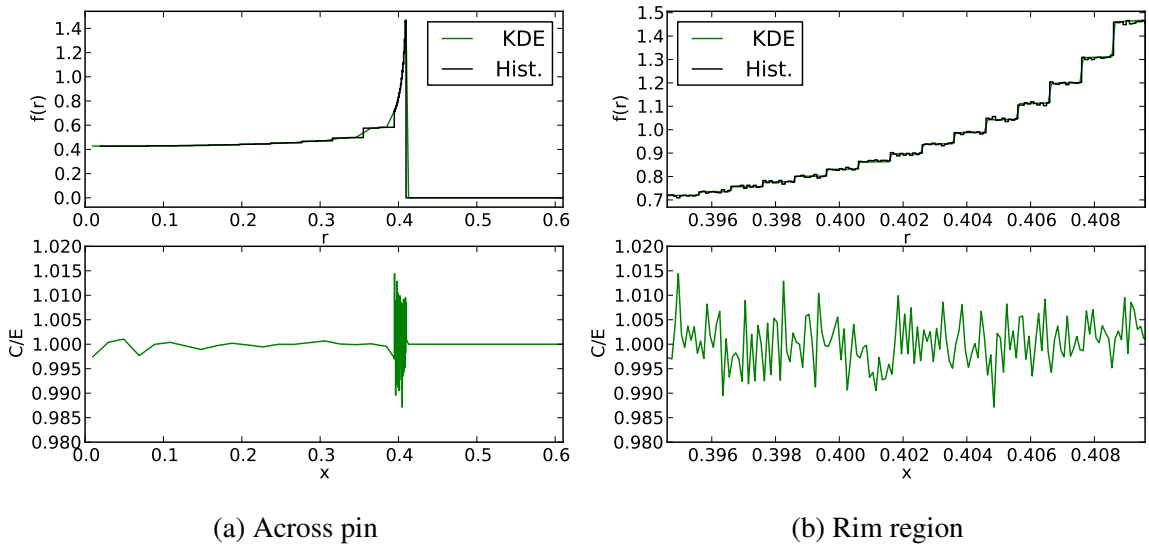 1.4
1.2
1.0
0.8
0.6
0.4
0.2
0.0
f(r)
KDE
Hist.
0.0 0.1 0.2 0.3 0.4 0.5 0.6
r
1.5
1.4
1.3
1.2
1.1
1.0
0.9
0.8
0.7
f(r)
KDE
Hist.
0.396 0.398 0.400 0.402 0.404 0.406 0.408
r
1.020
1.015
1.010
1.005
1.000
0.995
0.990
0.985
0.980
C/E
0.0 0.1 0.2 0.3 0.4 0.5 0.6
x
1.020
1.015
1.010
1.005
1.000
0.995
0.990
0.985
0.980
C/E
0.396 0.398 0.400 0.402 0.404 0.406 0.408
x
(a) Across pin
(b) Rim region